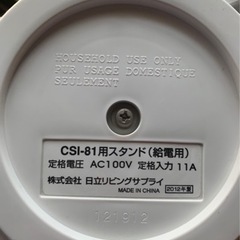 HOUSEHOLD USE ONLY
PUR USAGE DOMESTIQUE
SEULEMENT
CSI-81用スタンド(給電用)
定格電圧 AC100V 定格入力 11A
株式会社 日立リビングサプライ
2012年製
MADE IN CHINA
121912